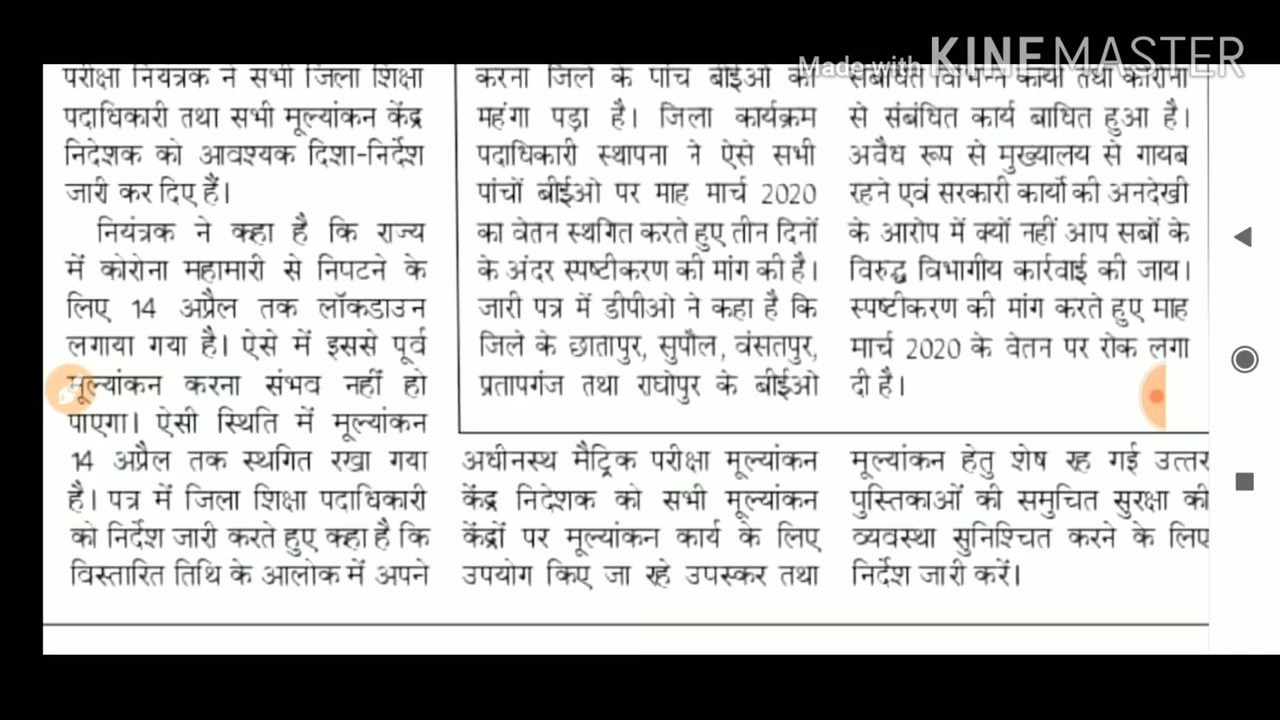 Made with KINEMASTER
परीक्षा नियंत्रक ने सभी जिला शिक्षा
पदाधिकारी तथा सभी मूल्यांकन केंद्र
निदेशक को आवश्यक दिशा-निर्देश
जारी कर दिए हैं।
नियंत्रक ने कहा है कि राज्य
में कोरोना महामारी से निपटने के
लिए 14 अप्रैल तक लॉकडाउन
लगाया गया है। ऐसे में इससे पूर्व
मूल्यांकन करना संभव नहीं हो
पाएगा। ऐसी स्थिति में मूल्यांकन
14 अप्रैल तक स्थगित रखा गया
है। पत्र में जिला शिक्षा पदाधिकारी
को निर्देश जारी करते हुए कहा है कि
विस्तारित तिथि के आलोक में अपने
अधीनस्थ मैट्रिक परीक्षा मूल्यांकन
केंद्र निदेशक को सभी मूल्यांकन
केंद्रों पर मूल्यांकन कार्य के लिए
उपयोग किए जा रहे उपस्कर तथा
मूल्यांकन हेतु शेष रह गई उत्तर
पुस्तिकाओं की समुचित सुरक्षा की
व्यवस्था सुनिश्चित करने के लिए
निर्देश जारी करें।
करना जिले के पांच बीईओ को
महंगा पड़ा है। जिला कार्यक्रम
पदाधिकारी स्थापना ने ऐसे सभी
पांचों बीईओ पर माह मार्च 2020
का वेतन स्थगित करते हुए तीन दिनों
के अंदर स्पष्टीकरण की मांग की है।
जारी पत्र में डीपीओ ने कहा है कि
जिले के छातापुर, सुपौल, वंसतपुर,
प्रतापगंज तथा राघोपुर के बीईओ
संबंधित विभिन्न कार्यो तथा कोरोना
से संबंधित कार्य बाधित हुआ है।
अवैध रूप से मुख्यालय से गायब
रहने एवं सरकारी कार्यो की अनदेखी
के आरोप में क्यों नहीं आप सबों के
विरुद्ध विभागीय कार्रवाई की जाय।
स्पष्टीकरण की मांग करते हुए माह
मार्च 2020 के वेतन पर रोक लगा
दी है।